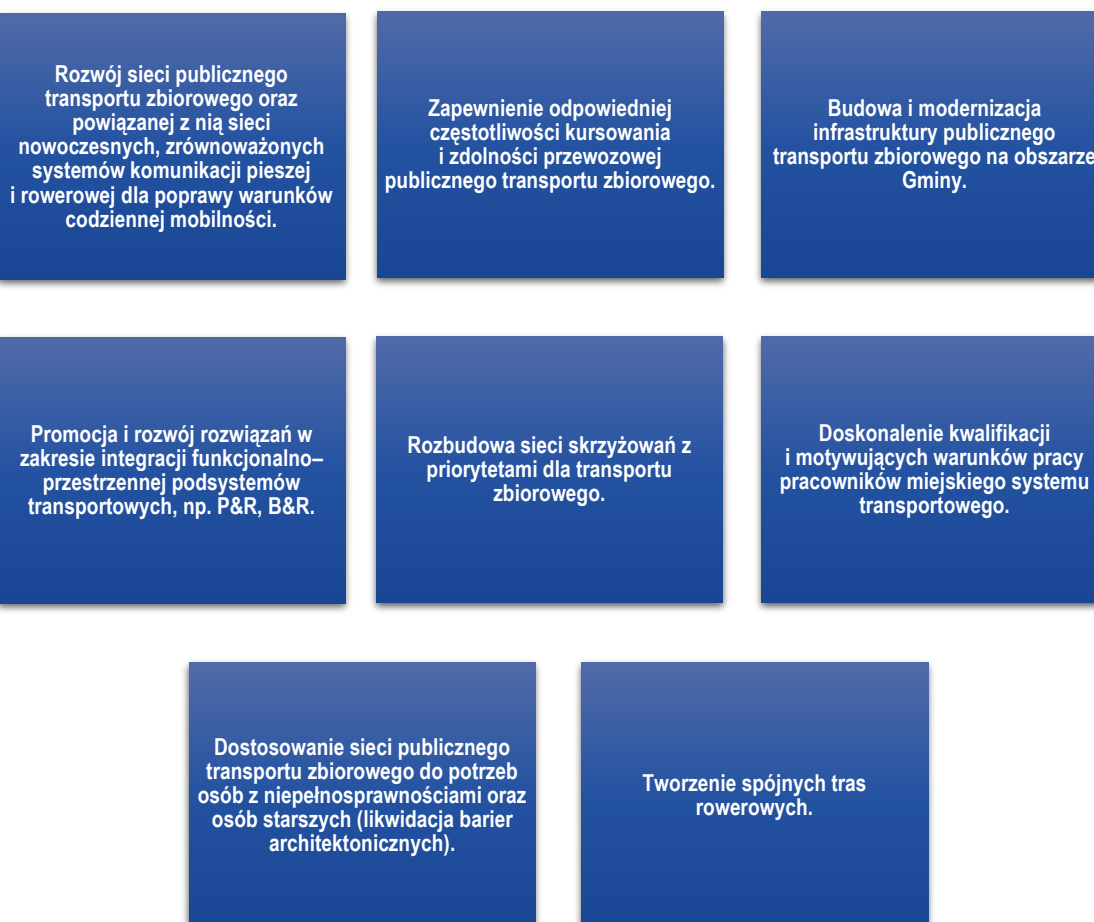 Rozwój sieci publicznego
transportu zbiorowego oraz
powiązanej z nią sieci
nowoczesnych, zrównoważonych
systemów komunikacji pieszej
i rowerowej dla poprawy warunków
codziennej mobilności.
Zapewnienie odpowiedniej
częstotliwości kursowania
i zdolności przewozowej
publicznego transportu zbiorowego.
Budowa i modernizacja
infrastruktury publicznego
transportu zbiorowego na obszarze
Gminy.
Promocja i rozwój rozwiązań w
zakresie integracji funkcjonalno–
przestrzennej podsystemów
transportowych, np. P&R, B&R.
Rozbudowa sieci skrzyżowań z
priorytetami dla transportu
zbiorowego.
Doskonalenie kwalifikacji
i motywujących warunków pracy
pracowników miejskiego systemu
transportowego.
Dostosowanie sieci publicznego
transportu zbiorowego do potrzeb
osób z niepełnosprawnościami oraz
osób starszych (likwidacja barier
architektonicznych).
Tworzenie spójnych tras
rowerowych.